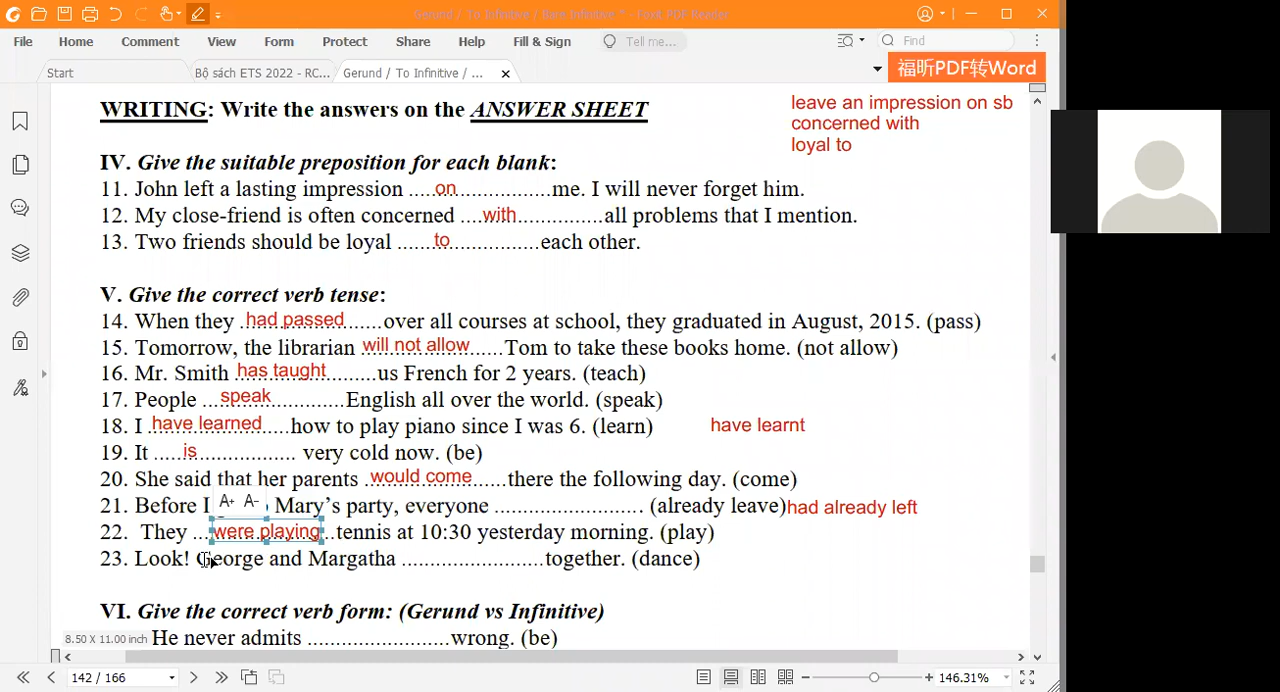 Gerund / To Infinitive / Bare Infinitive * - Foxit PDF Reader
File Home Comment View Form Protect Share Help Fill & Sign Tell me... Find
Start Bộ sách ETS 2022 - RC... Gerund / To Infinitive / ... 福昕PDF转Word
WRITING: Write the answers on the ANSWER SHEET
leave an impression on sb
concerned with
loyal to
IV. Give the suitable preposition for each blank:
11. John left a lasting impression .....on.....................me. I will never forget him.
12. My close-friend is often concerned ....with................all problems that I mention.
13. Two friends should be loyal .......to..................each other.
V. Give the correct verb tense:
14. When they .had passed.......over all courses at school, they graduated in August, 2015. (pass)
15. Tomorrow, the librarian will not allow......Tom to take these books home. (not allow)
16. Mr. Smith has taught.........us French for 2 years. (teach)
17. People ...speak.............English all over the world. (speak)
18. I have learned.....how to play piano since I was 6. (learn) have learnt
19. It .....is................. very cold now. (be)
20. She said that her parents .would come......there the following day. (come)
21. Before I Mary’s party, everyone .......................... (already leave)had already left
A+ A-
22. They ...were playing...tennis at 10:30 yesterday morning. (play)
23. Look! George and Margatha .........................together. (dance)
VI. Give the correct verb form: (Gerund vs Infinitive)
He never admits .........................wrong. (be)
8.50 X 11.00 inch
142 / 166 146.31%